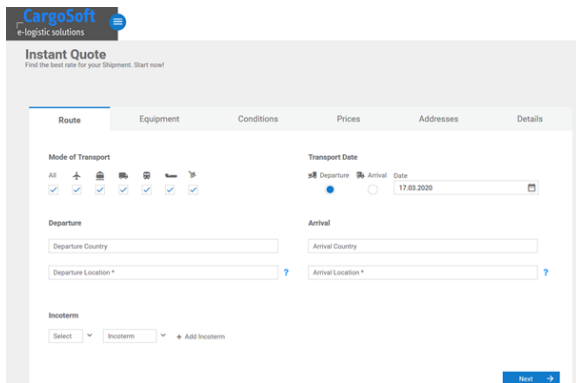 CargoSoft
e-logistic solutions
Instant Quote
Find the best rate for your Shipment. Start now!
Route Equipment Conditions Prices Addresses Details
Mode of Transport Transport Date
All Departure Arrival Date
17.03.2020
Departure Arrival
Departure Country Arrival Country
Departure Location * ? Arrival Location * ?
Incoterm
Select Incoterm + Add Incoterm
Next →